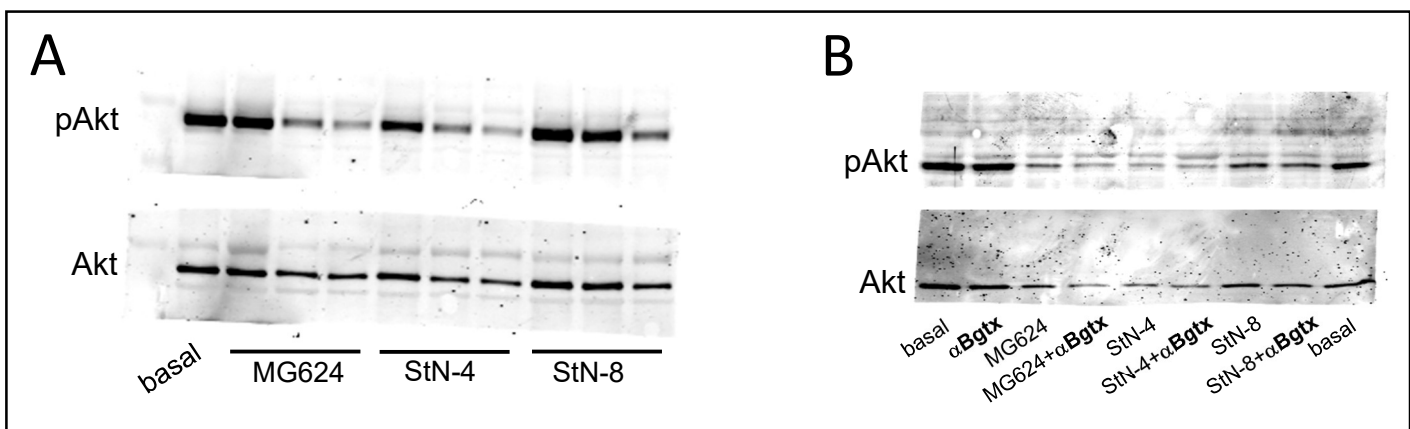 A
pAkt
Akt
basal
MG624
StN-4
StN-8
B
pAkt
Akt
basal
αBgtx
MG624
MG624+αBgtx
StN-4
StN-4+αBgtx
StN-8
StN-8+αBgtx
basal